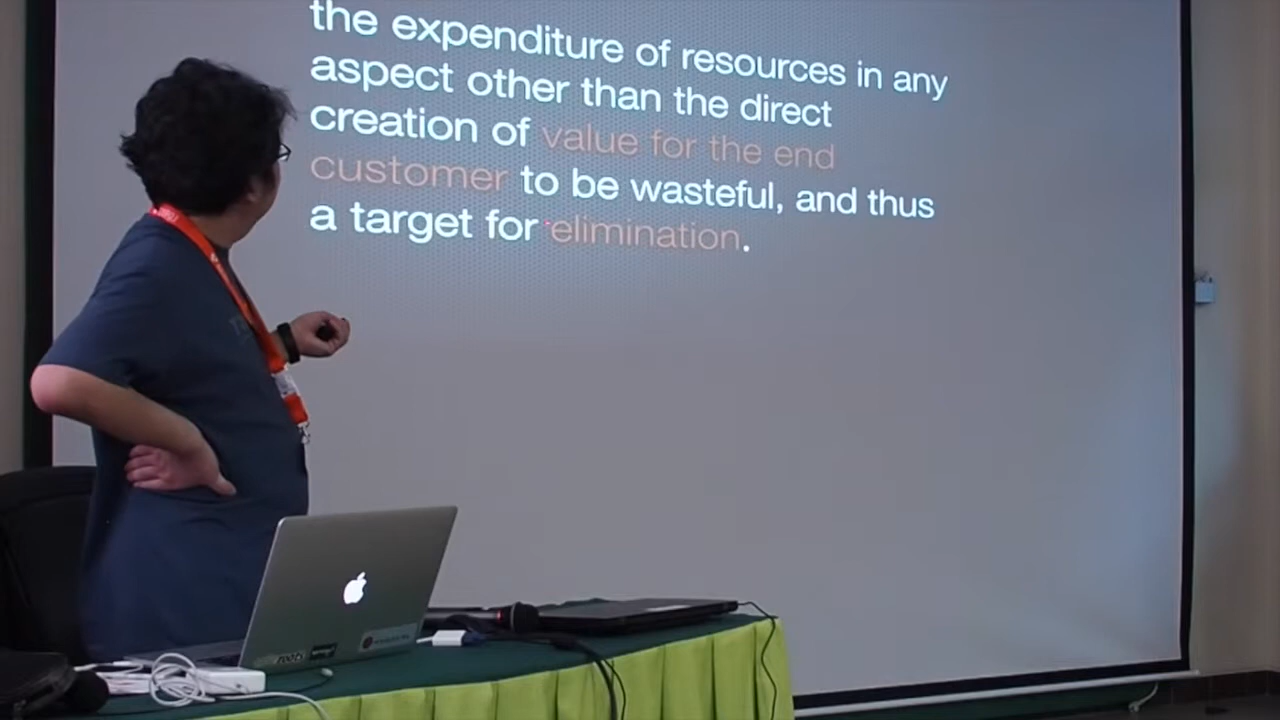 the expenditure of resources in any
aspect other than the direct
creation of value for the end
customer to be wasteful, and thus
a target for elimination.
roots